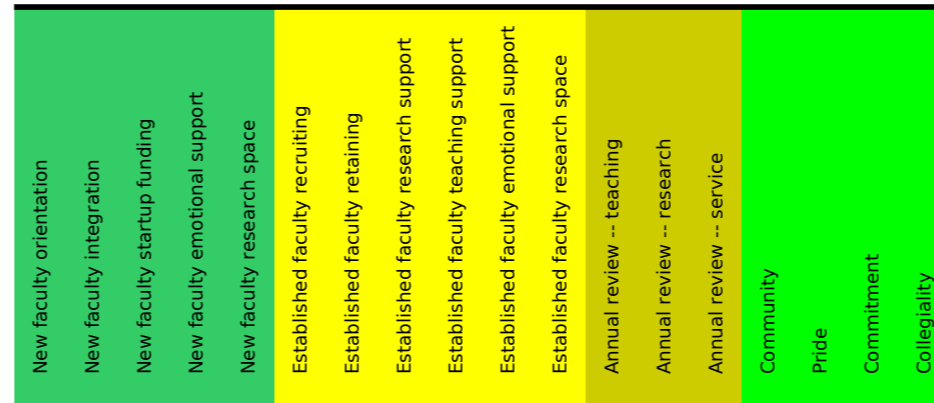 New faculty orientation
New faculty integration
New faculty startup funding
New faculty emotional support
New faculty research space
Established faculty recruiting
Established faculty retaining
Established faculty research support
Established faculty teaching support
Established faculty emotional support
Established faculty research space
Annual review -- teaching
Annual review -- research
Annual review -- service
Community
Pride
Commitment
Collegiality